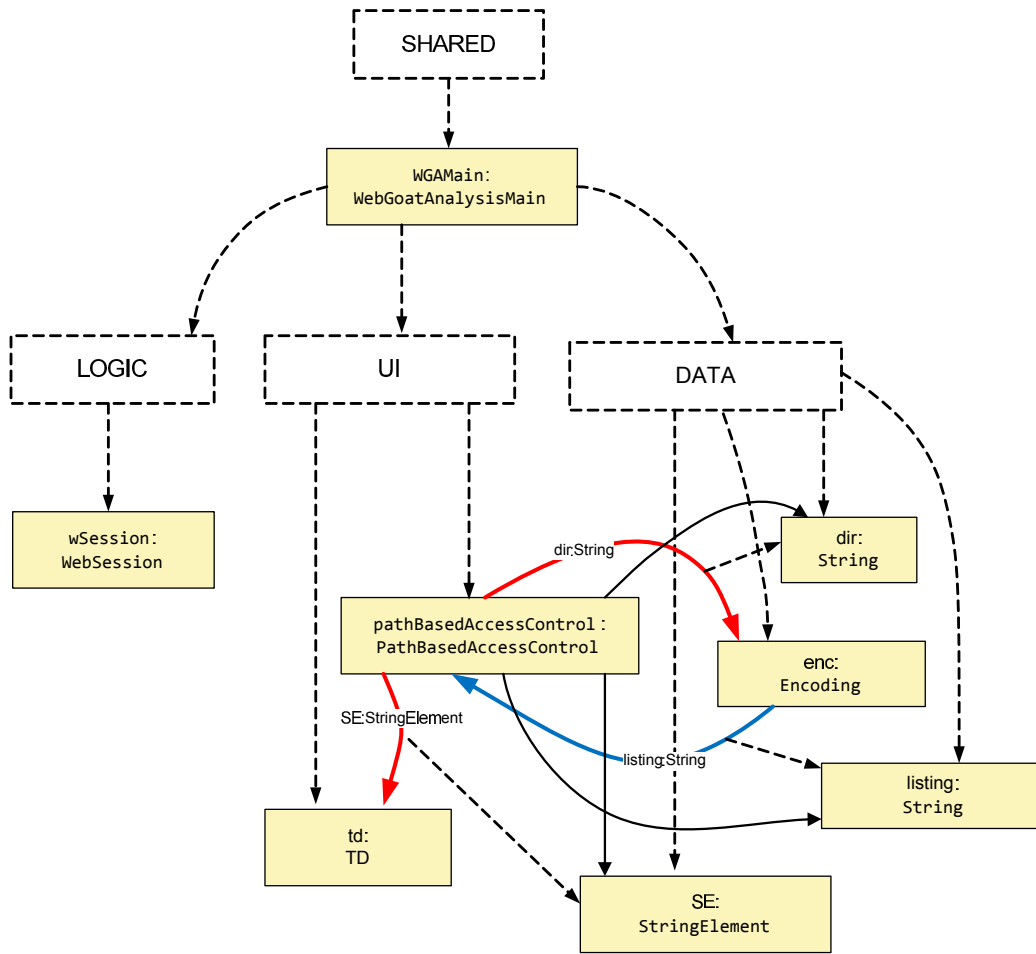 SHARED
WGAMain:
WebGoatAnalysisMain
LOGIC
UI
DATA
wSession:
WebSession
dir:
String
dir:String
pathBasedAccessControl:
PathBasedAccessControl
enc:
Encoding
SE:StringElement
listing:String
listing:
String
td:
TD
SE:
StringElement